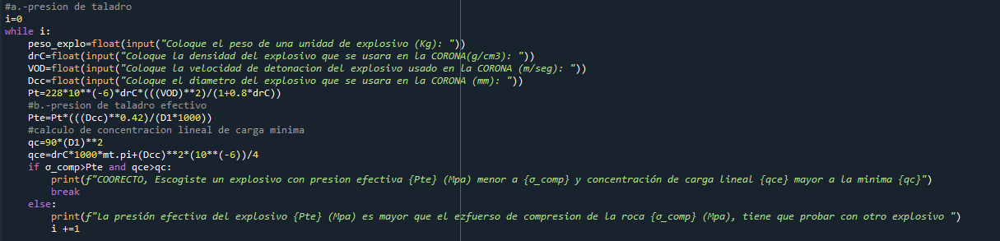 #a.-presion de taladro
i=0
while i:
    peso_explo=float(input("Coloque el peso de una unidad de explosivo (Kg): "))
    drC=float(input("Coloque la densidad del explosivo que se usara en la CORONA(g/cm3): "))
    VOD=float(input("Coloque la velocidad de detonacion del explosivo usado en la CORONA (m/seg): "))
    Dcc=float(input("Coloque el diametro del explosivo que se usara en la CORONA (mm): "))
    Pt=228*10**(-6)*drC*(((VOD)**2)/(1+0.8*drC))
    #b.-presion de taladro efectivo
    Pte=Pt*(((Dcc)**0.42)/(D1*1000))
    #calculo de concentracion lineal de carga minima
    qc=90*(D1)**2
    qce=drC*1000*mt.pi+(Dcc)**2*(10**(-6))/4
    if σ_comp>Pte and qce>qc:
        print(f"COORECTO, Escogiste un explosivo con presion efectiva {Pte} (Mpa) menor a {σ_comp} y concentración de carga lineal {qce} mayor a la minima {qc}")
        break
    else:
        print(f"La presión efectiva del explosivo {Pte} (Mpa) es mayor que el ezfuerso de compresion de la roca {σ_comp} (Mpa), tiene que probar con otro explosivo ")
        i +=1